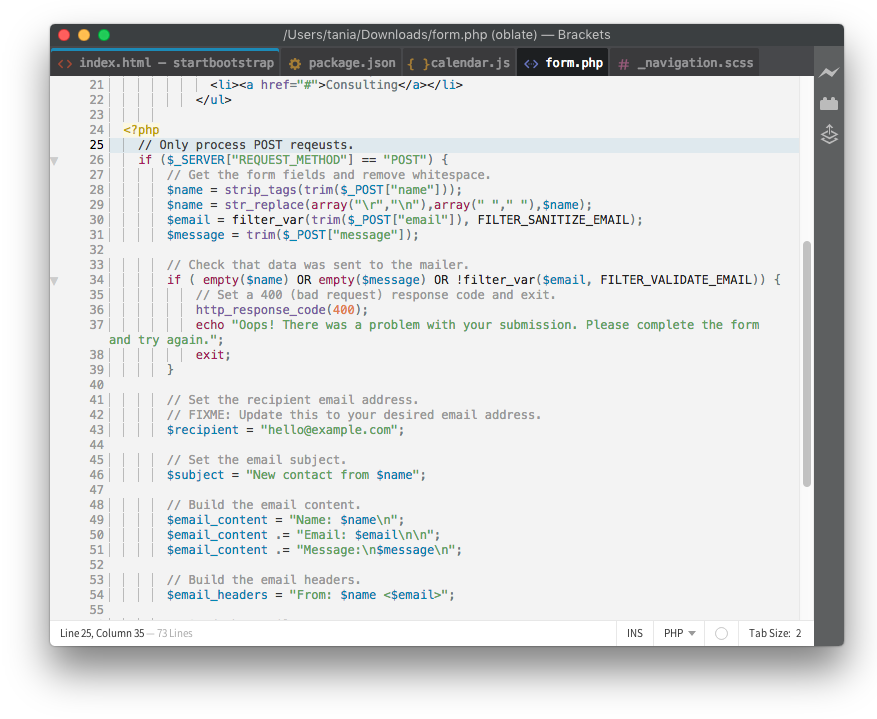 /Users/tania/Downloads/form.php (oblate) — Brackets
<> index.html — startbootstrap package.json { }calendar.js <> form.php # _navigation.scss
21 <li><a href="#">Consulting</a></li>
22 </ul>
23
24 <?php
25 // Only process POST reqeusts.
26 if ($_SERVER["REQUEST_METHOD"] == "POST") {
27 // Get the form fields and remove whitespace.
28 $name = strip_tags(trim($_POST["name"]));
29 $name = str_replace(array("\r","\n"),array(" "," "),$name);
30 $email = filter_var(trim($_POST["email"]), FILTER_SANITIZE_EMAIL);
31 $message = trim($_POST["message"]);
32
33 // Check that data was sent to the mailer.
34 if ( empty($name) OR empty($message) OR !filter_var($email, FILTER_VALIDATE_EMAIL)) {
35 // Set a 400 (bad request) response code and exit.
36 http_response_code(400);
37 echo "Oops! There was a problem with your submission. Please complete the form
and try again.";
38 exit;
39 }
40
41 // Set the recipient email address.
42 // FIXME: Update this to your desired email address.
43 $recipient = "hello@example.com";
44
45 // Set the email subject.
46 $subject = "New contact from $name";
47
48 // Build the email content.
49 $email_content = "Name: $name\n";
50 $email_content .= "Email: $email\n\n";
51 $email_content .= "Message:\n$message\n";
52
53 // Build the email headers.
54 $email_headers = "From: $name <$email>";
55
Line 25, Column 35 — 73 Lines INS PHP Tab Size: 2